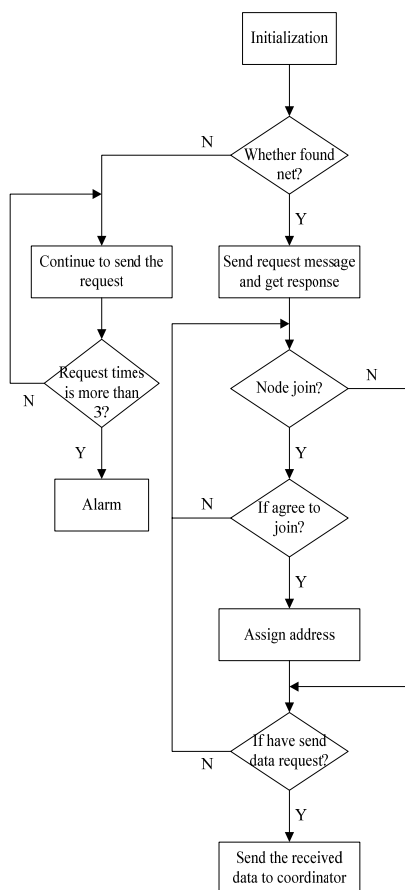 Initialization
N
Whether found
net?
Y
Continue to send the
request
Send request message
and get response
Request times
is more than
3?
N
Y
Node join?
N
Y
Alarm
N
If agree to
join?
Y
Assign address
If have send
data request?
N
Y
Send the received
data to coordinator